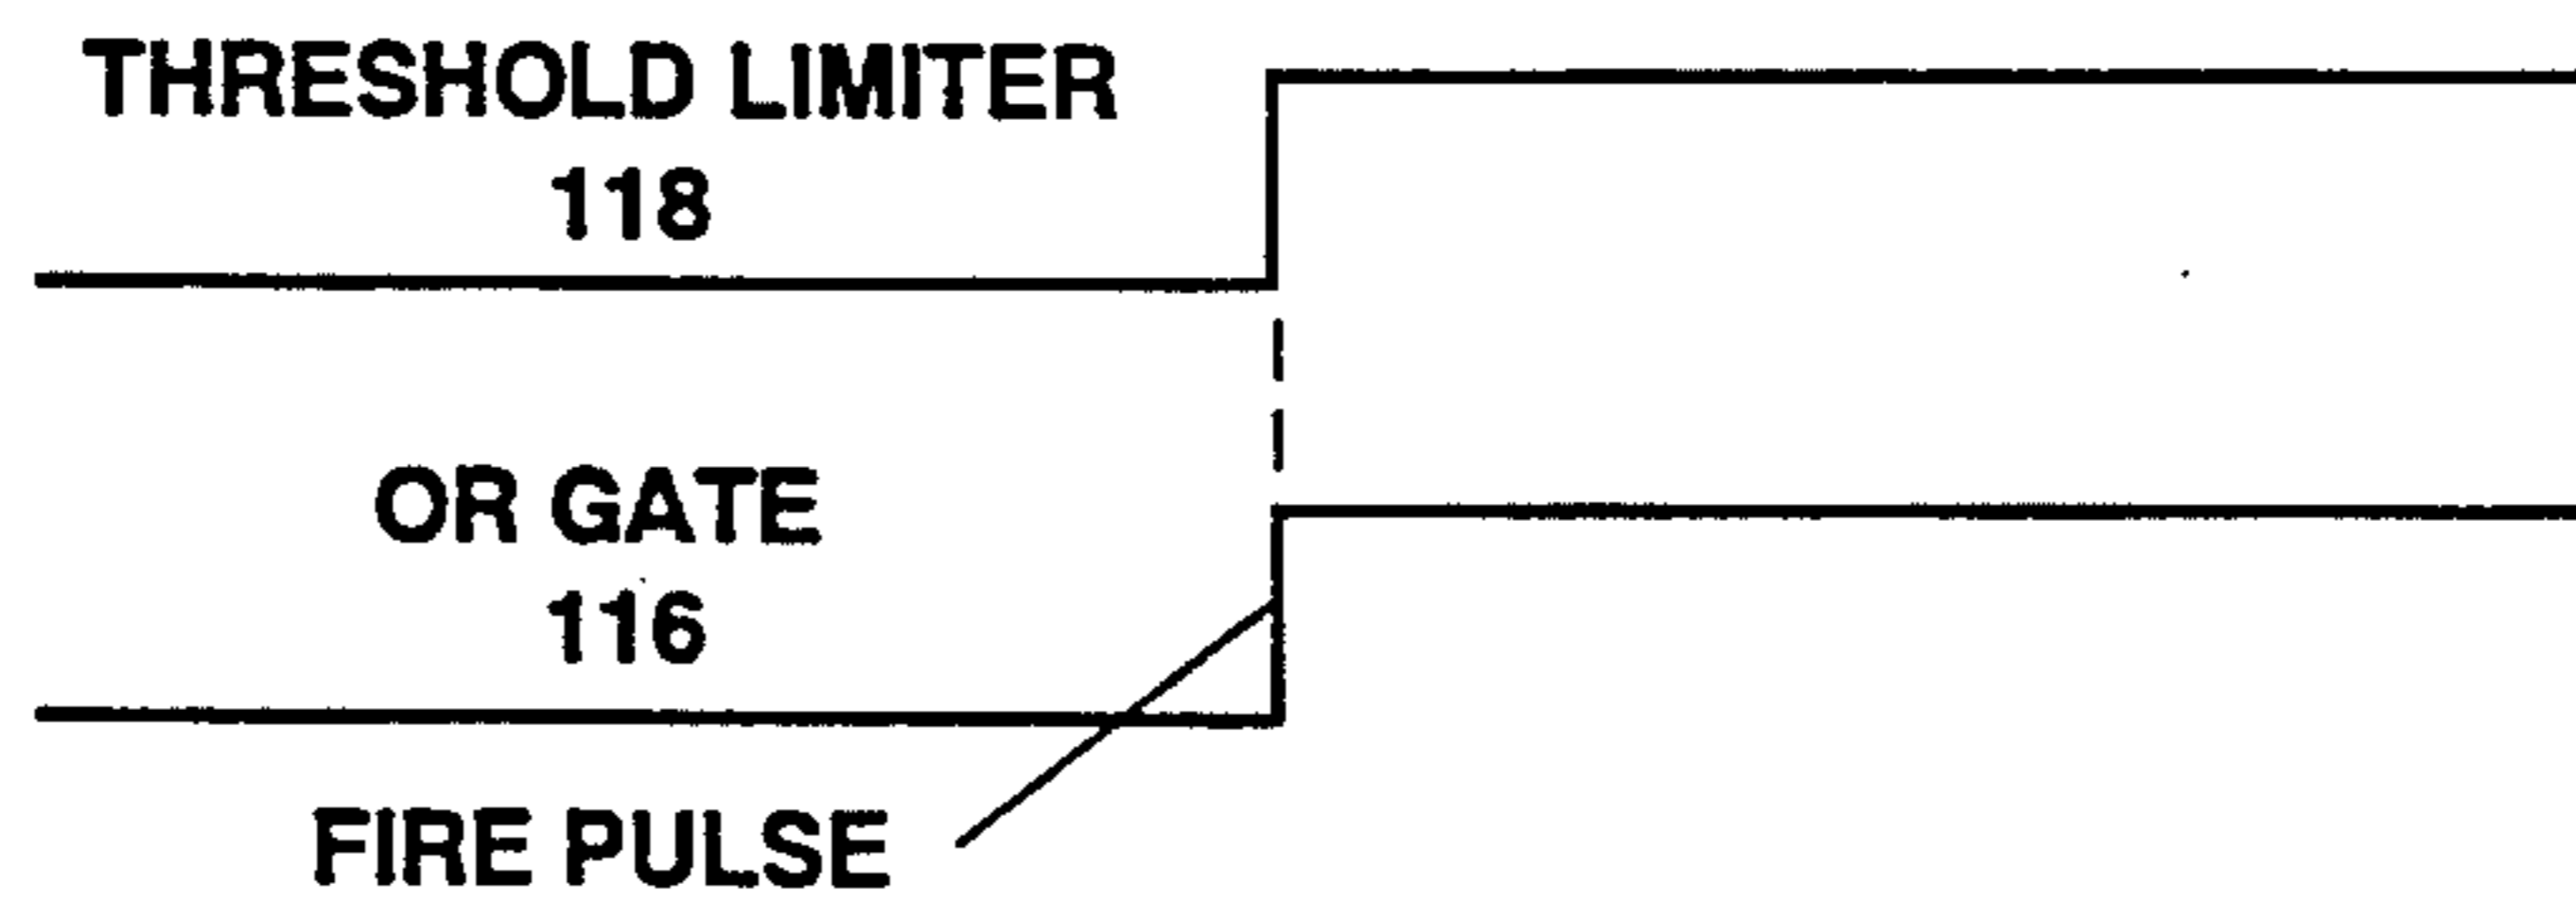 THRESHOLD LIMITER
118
OR GATE
116
FIRE PULSE